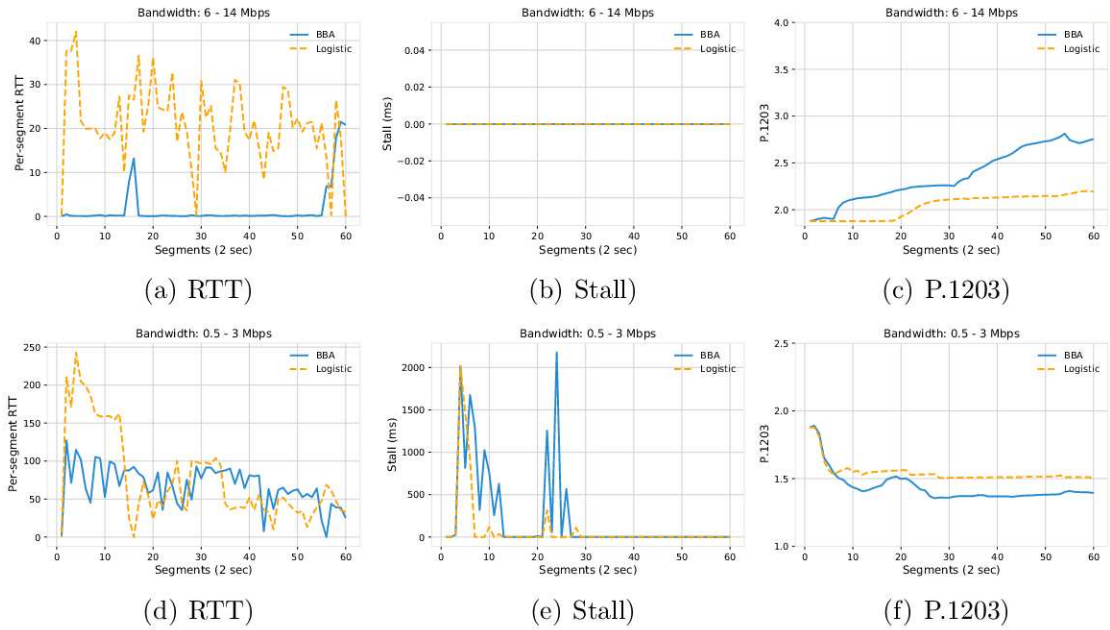 Bandwidth: 6 - 14 Mbps
Per-segment RTT
40
30
20
10
0
BBA
Logistic
0 10 20 30 40 50 60
Segments (2 sec)
(a) RTT)
Bandwidth: 6 - 14 Mbps
Stall (ms)
0.04
0.02
0.00
−0.02
−0.04
BBA
Logistic
0 10 20 30 40 50 60
Segments (2 sec)
(b) Stall)
Bandwidth: 6 - 14 Mbps
P.1203
4.0
3.5
3.0
2.5
2.0
BBA
Logistic
0 10 20 30 40 50 60
Segments (2 sec)
(c) P.1203)
Bandwidth: 0.5 - 3 Mbps
Per-segment RTT
250
200
150
100
50
0
BBA
Logistic
0 10 20 30 40 50 60
Segments (2 sec)
(d) RTT)
Bandwidth: 0.5 - 3 Mbps
Stall (ms)
2000
1500
1000
500
0
BBA
Logistic
0 10 20 30 40 50 60
Segments (2 sec)
(e) Stall)
Bandwidth: 0.5 - 3 Mbps
P.1203
2.5
2.0
1.5
1.0
BBA
Logistic
0 10 20 30 40 50 60
Segments (2 sec)
(f) P.1203)